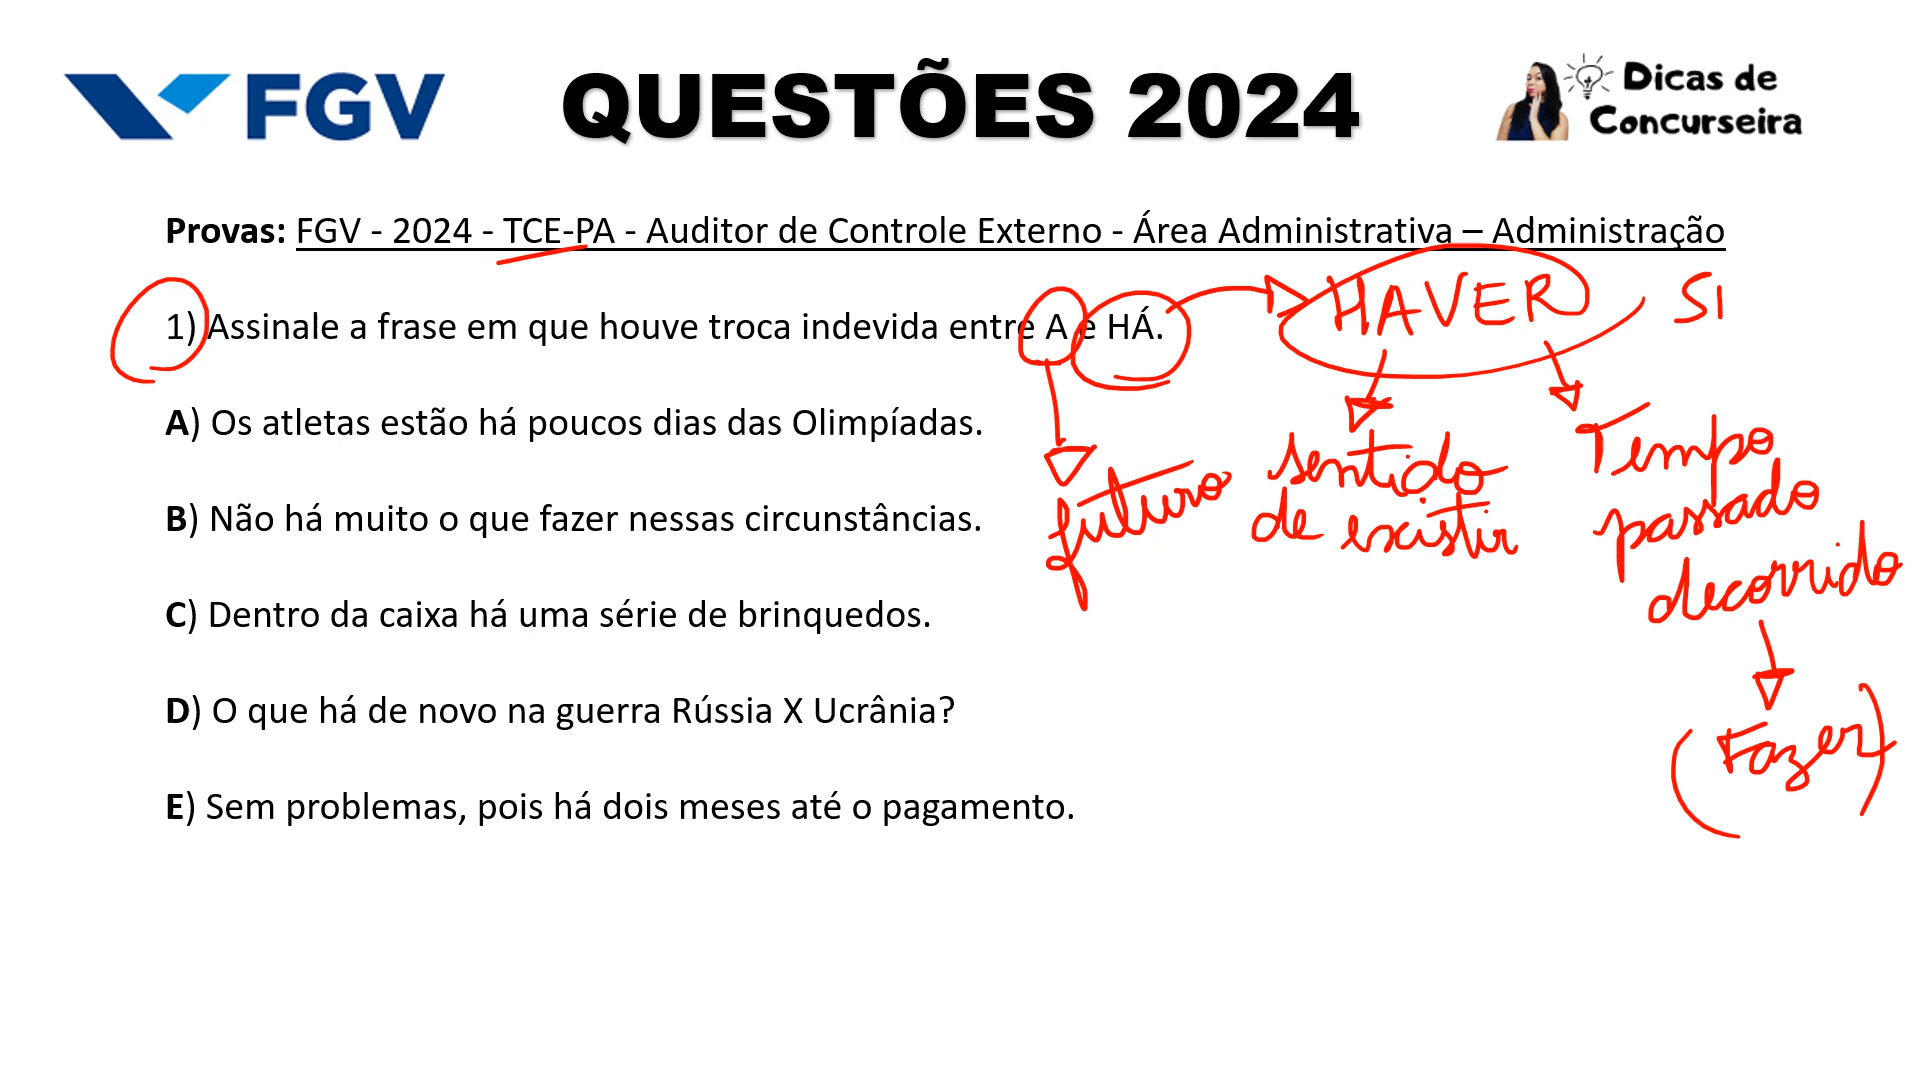 FGV
QUESTÕES 2024
Dicas de
Concurseira
Provas: FGV - 2024 - TCE-PA - Auditor de Controle Externo - Área Administrativa – Administração
1) Assinale a frase em que houve troca indevida entre A e HÁ.
HAVER
SI
A) Os atletas estão há poucos dias das Olimpíadas.
futuro
sentido
de existir
Tempo
passado
decorrido
(Fazer)
B) Não há muito o que fazer nessas circunstâncias.
C) Dentro da caixa há uma série de brinquedos.
D) O que há de novo na guerra Rússia X Ucrânia?
E) Sem problemas, pois há dois meses até o pagamento.